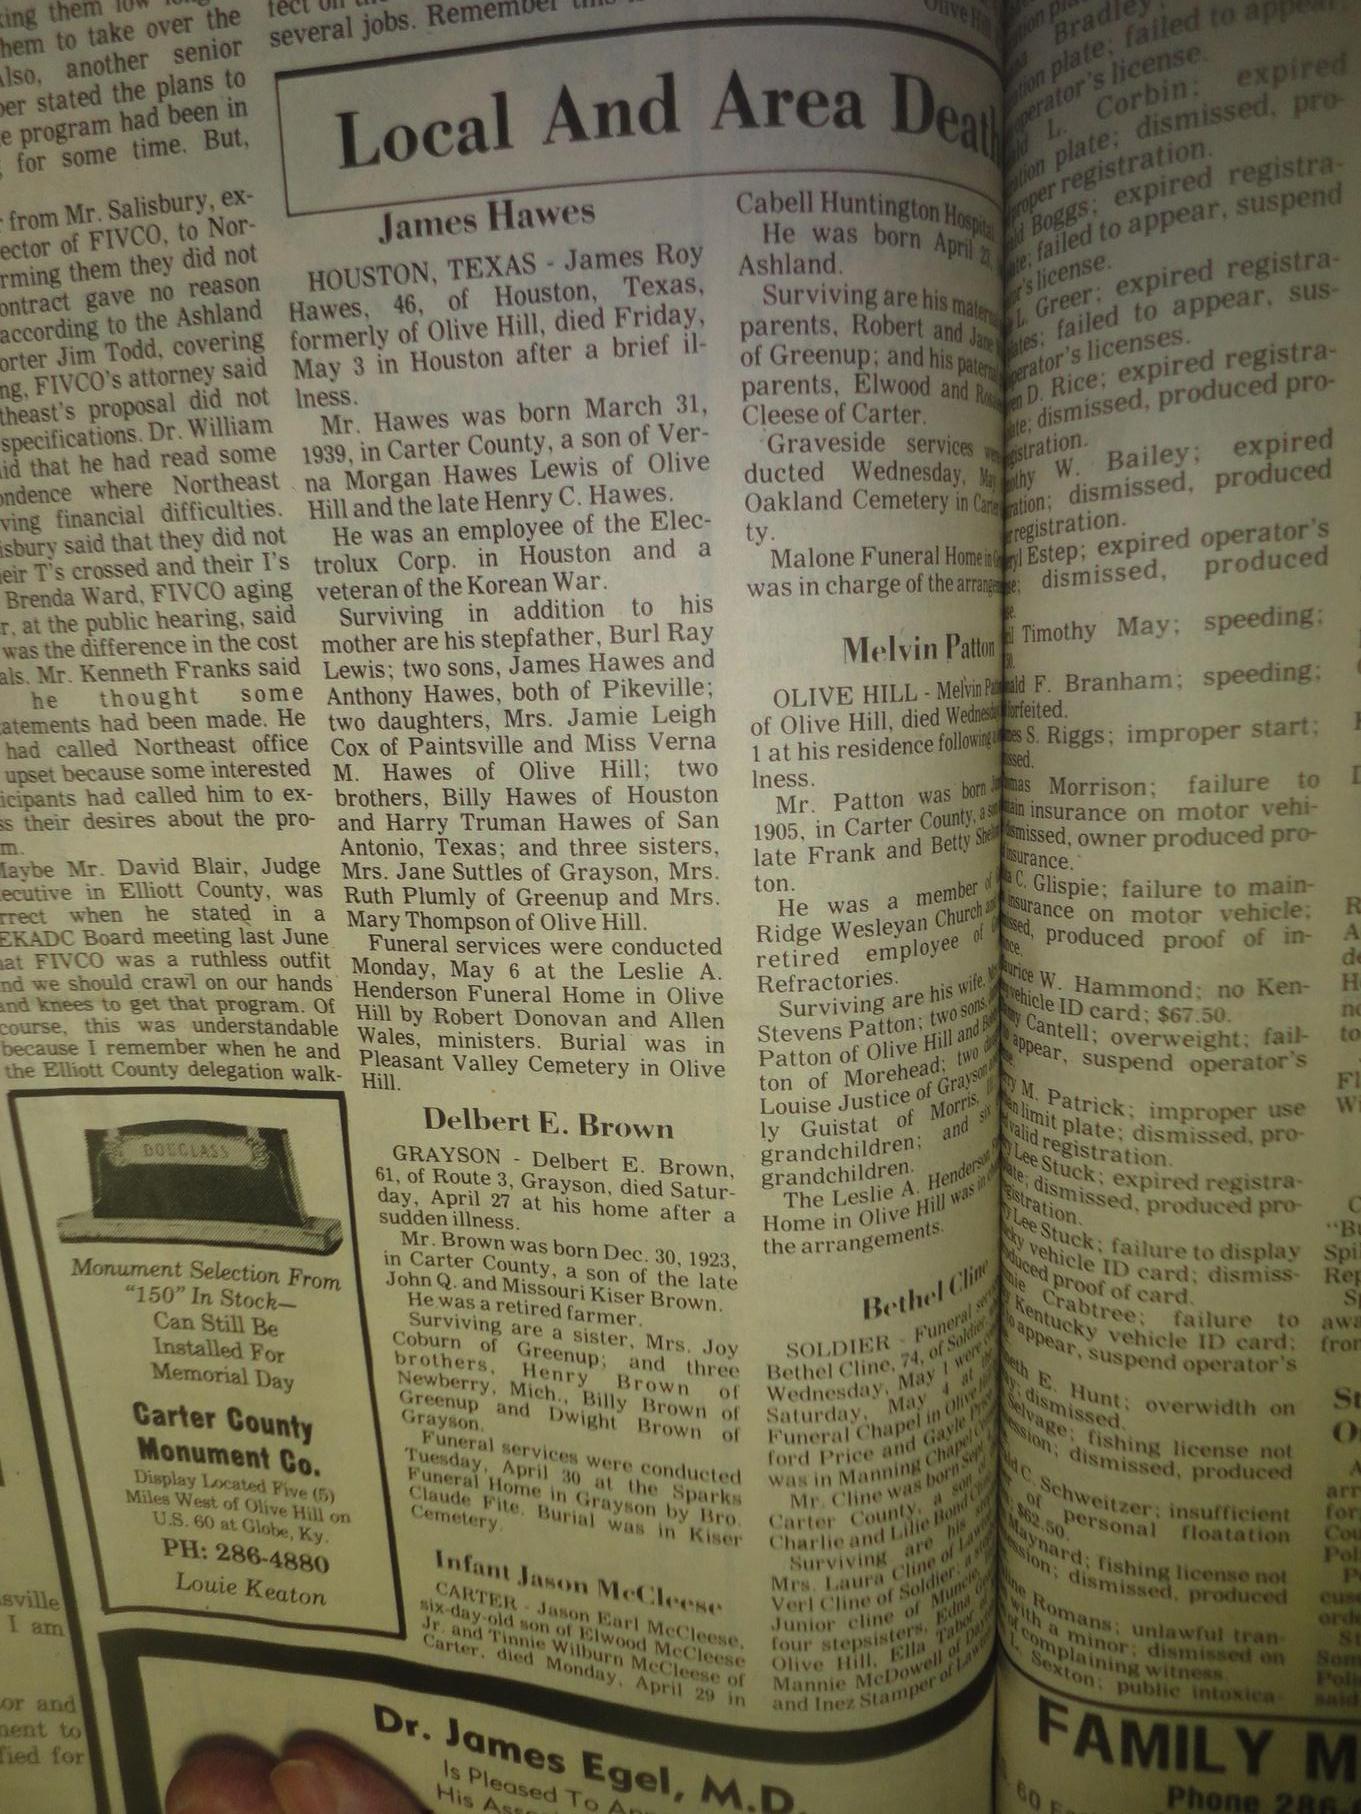 king them low
hem to take over the
Also, another senior
ber stated the plans to
e program had been in
for some time. But,
from Mr. Salisbury, ex-
ector of FIVCO, to Nor-
rming them they did not
ontract gave no reason
according to the Ashland
orter Jim Todd, covering
ng, FIVCO's attorney said
theast's proposal did not
specifications. Dr. William
id that he had read some
ondence where Northeast
ving financial difficulties.
isbury said that they did not
eir T's crossed and their I's
Brenda Ward, FIVCO aging
r, at the public hearing, said
was the difference in the cost
als. Mr. Kenneth Franks said
he thought some
atements had been made. He
had called Northeast office
upset because some interested
icipants had called him to ex-
ss their desires about the pro-
m.
Maybe Mr. David Blair, Judge
ecutive in Elliott County, was
rrect when he stated in a
EKADC Board meeting last June
hat FIVCO was a ruthless outfit
nd we should crawl on our hands
and knees to get that program. Of
course, this was understandable
because I remember when he and
the Elliott County delegation walk-
DOUGLASS
Monument Selection From
"150" In Stock—
Can Still Be
Installed For
Memorial Day
Carter County
Monument Co.
Display Located Five (5)
Miles West of Olive Hill on
U.S. 60 at Globe, Ky.
PH: 286-4880
Louie Keaton
sville
I am
or and
ment to
fied for
several jobs. Remember
Local And Area Death
James Hawes
HOUSTON, TEXAS - James Roy
Hawes, 46, of Houston, Texas,
formerly of Olive Hill, died Friday,
May 3 in Houston after a brief il-
lness.
Mr. Hawes was born March 31,
1939, in Carter County, a son of Ver-
na Morgan Hawes Lewis of Olive
Hill and the late Henry C. Hawes.
He was an employee of the Elec-
trolux Corp. in Houston and a
veteran of the Korean War.
Surviving in addition to his
mother are his stepfather, Burl Ray
Lewis; two sons, James Hawes and
Anthony Hawes, both of Pikeville;
two daughters, Mrs. Jamie Leigh
Cox of Paintsville and Miss Verna
M. Hawes of Olive Hill; two
brothers, Billy Hawes of Houston
and Harry Truman Hawes of San
Antonio, Texas; and three sisters,
Mrs. Jane Suttles of Grayson, Mrs.
Ruth Plumly of Greenup and Mrs.
Mary Thompson of Olive Hill.
Funeral services were conducted
Monday, May 6 at the Leslie A.
Henderson Funeral Home in Olive
Hill by Robert Donovan and Allen
Wales, ministers. Burial was in
Pleasant Valley Cemetery in Olive
Hill.
Delbert E. Brown
GRAYSON - Delbert E. Brown,
61, of Route 3, Grayson, died Satur-
day, April 27 at his home after a
sudden illness.
Mr. Brown was born Dec. 30, 1923,
in Carter County, a son of the late
John Q. and Missouri Kiser Brown.
He was a retired farmer.
Surviving are a sister, Mrs. Joy
Coburn of Greenup; and three
brothers, Henry Brown of
Newberry, Mich., Billy Brown of
Greenup and Dwight Brown of
Grayson.
Funeral services were conducted
Tuesday, April 30 at the Sparks
Funeral Home in Grayson by Bro.
Claude Fite. Burial was in Kiser
Cemetery.
Infant Jason McCleese
CARTER - Jason Earl McCleese,
six-day-old son of Elwood McCleese
Jr. and Tinnie Wilburn McCleese of
Carter, died Monday, April 29 in
Cabell Huntington Hospital
He was born April 23,
Ashland.
Surviving are his mater
parents, Robert and Jane
of Greenup; and his paternal
parents, Elwood and
Cleese of Carter.
Graveside services
ducted Wednesday, May
Oakland Cemetery in
ty.
Malone Funeral Home in
was in charge of the
Melvin Patton
OLIVE HILL - Melvin
of Olive Hill, died Wednesday
1 at his residence following
lness.
Mr. Patton was born
1905, in Carter County, a
late Frank and Betty
ton.
He was a member of
Ridge Wesleyan Church
retired employee of
Refractories.
Surviving are his wife,
Stevens Patton; two sons,
Patton of Olive Hill and
ton of Morehead; two
Louise Justice of Grayson
ly Guistat of Morris,
grandchildren; and six
grandchildren.
The Leslie A. Henderson
Home in Olive Hill was in
the arrangements.
Bethel Cline
SOLDIER - Funeral
Bethel Cline, 74, of Soldier,
Wednesday, May 1 were
Saturday, May 4 at
Funeral Chapel in Olive
ford Price and Gayle
was in Manning Chapel
Mr. Cline was born Sept.
Carter County, a son of
Charlie and Lilie Bond
Surviving are his
Mrs. Laura Cline of
Verl Cline of Soldier;
Junior cline of Muncie,
four stepsisters, Edna
Olive Hill, Ella Tabor of
Mannie McDowell of
and Inez Stamper of
Dr. James Egel, M.D.
Is Pleased To
His
Bradley;
plate; failed to appear,
operator's license.
L. Corbin; expired
plate; dismissed, pro-
registration.
Boggs; expired registra-
failed to appear, suspend
license.
L. Greer; expired registra-
failed to appear, sus-
operator's licenses.
D. Rice; expired registra-
dismissed, produced pro-
W. Bailey; expired
dismissed, produced
registration.
Estep; expired operator's
dismissed, produced
Timothy May; speeding;
F. Branham; speeding;
S. Riggs; improper start;
Morrison; failure to
insurance on motor vehi-
dismissed, owner produced pro-
insurance.
C. Glispie; failure to main-
insurance on motor vehicle;
produced proof of in-
W. Hammond; no Ken-
vehicle ID card; $67.50.
Cantell; overweight; fail-
appear, suspend operator's
M. Patrick; improper use
limit plate; dismissed, pro-
valid registration.
Lee Stuck; expired registra-
dismissed, produced pro-
Lee Stuck; failure to display
vehicle ID card; dismiss-
proof of card.
Crabtree; failure to
Kentucky vehicle ID card;
appear, suspend operator's
E. Hunt; overwidth on
dismissed.
fishing license not
dismissed, produced
C. Schweitzer; insufficient
of personal floatation
$62.50.
Maynard; fishing license not
dismissed, produced
Romans; unlawful tran-
with a minor; dismissed on
complaining witness.
L. Sexton; public intoxica-
FAMILY M
Phone 286-